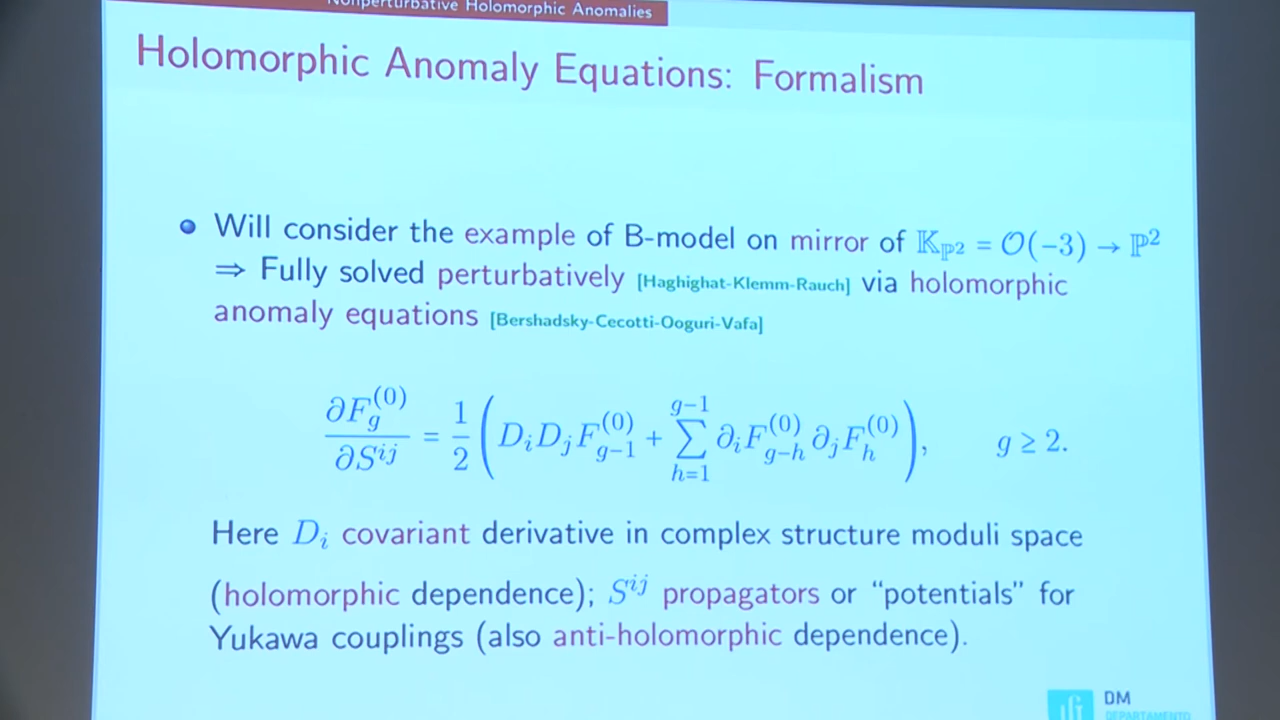 Nonperturbative Holomorphic Anomalies
Holomorphic Anomaly Equations: Formalism
Will consider the example of B-model on mirror of 𝕂_{ℙ²} = 𝒪(−3) → ℙ²
⇒ Fully solved perturbatively [Haghighat-Klemm-Rauch] via holomorphic
anomaly equations [Bershadsky-Cecotti-Ooguri-Vafa]
∂F_g^{(0)}/∂S^{ij} = 1/2 ( D_i D_j F_{g−1}^{(0)} + ∑_{h=1}^{g−1} ∂_i F_{g−h}^{(0)} ∂_j F_h^{(0)} ), g ≥ 2.
Here D_i covariant derivative in complex structure moduli space
(holomorphic dependence); S^{ij} propagators or “potentials” for
Yukawa couplings (also anti-holomorphic dependence).
DM
DEPARTAMENTO